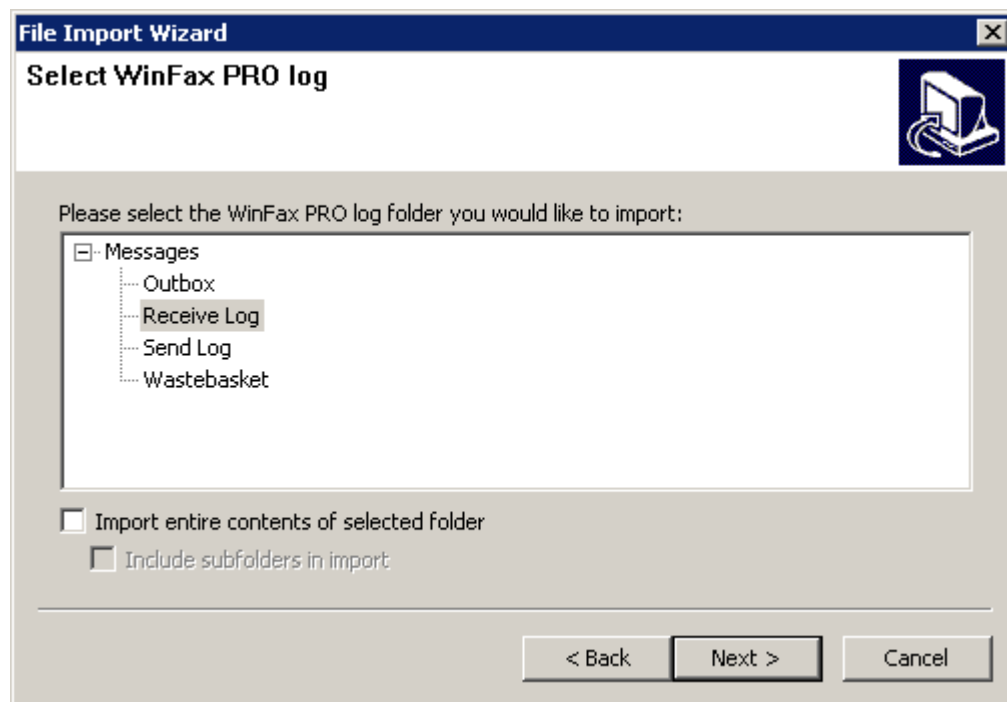 File Import Wizard
Select WinFax PRO log
Please select the WinFax PRO log folder you would like to import:
Messages
Outbox
Receive Log
Send Log
Wastebasket
Import entire contents of selected folder
Include subfolders in import
< Back Next > Cancel